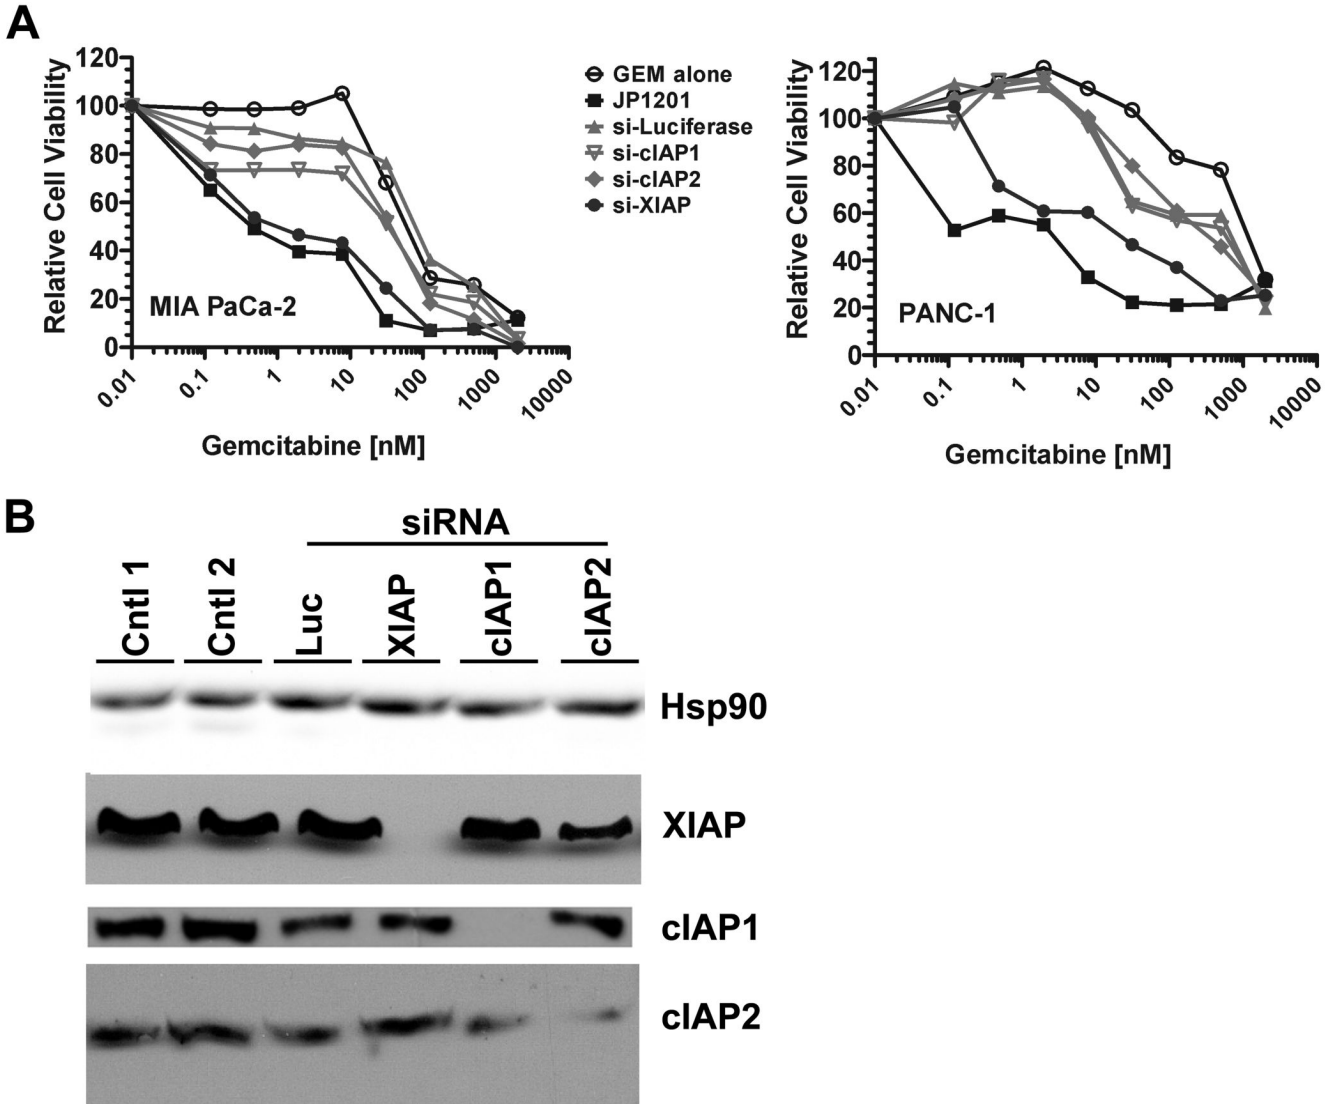 A
Relative Cell Viability
120
100
80
60
40
20
0
MIA PaCa-2
0.01
0.1
1
10
100
1000
10000
Gemcitabine [nM]
GEM alone
JP1201
si-Luciferase
si-cIAP1
si-cIAP2
si-XIAP
Relative Cell Viability
120
100
80
60
40
20
0
PANC-1
0.01
0.1
1
10
100
1000
10000
Gemcitabine [nM]
B
siRNA
Cntl 1
Cntl 2
Luc
XIAP
cIAP1
cIAP2
Hsp90
XIAP
cIAP1
cIAP2